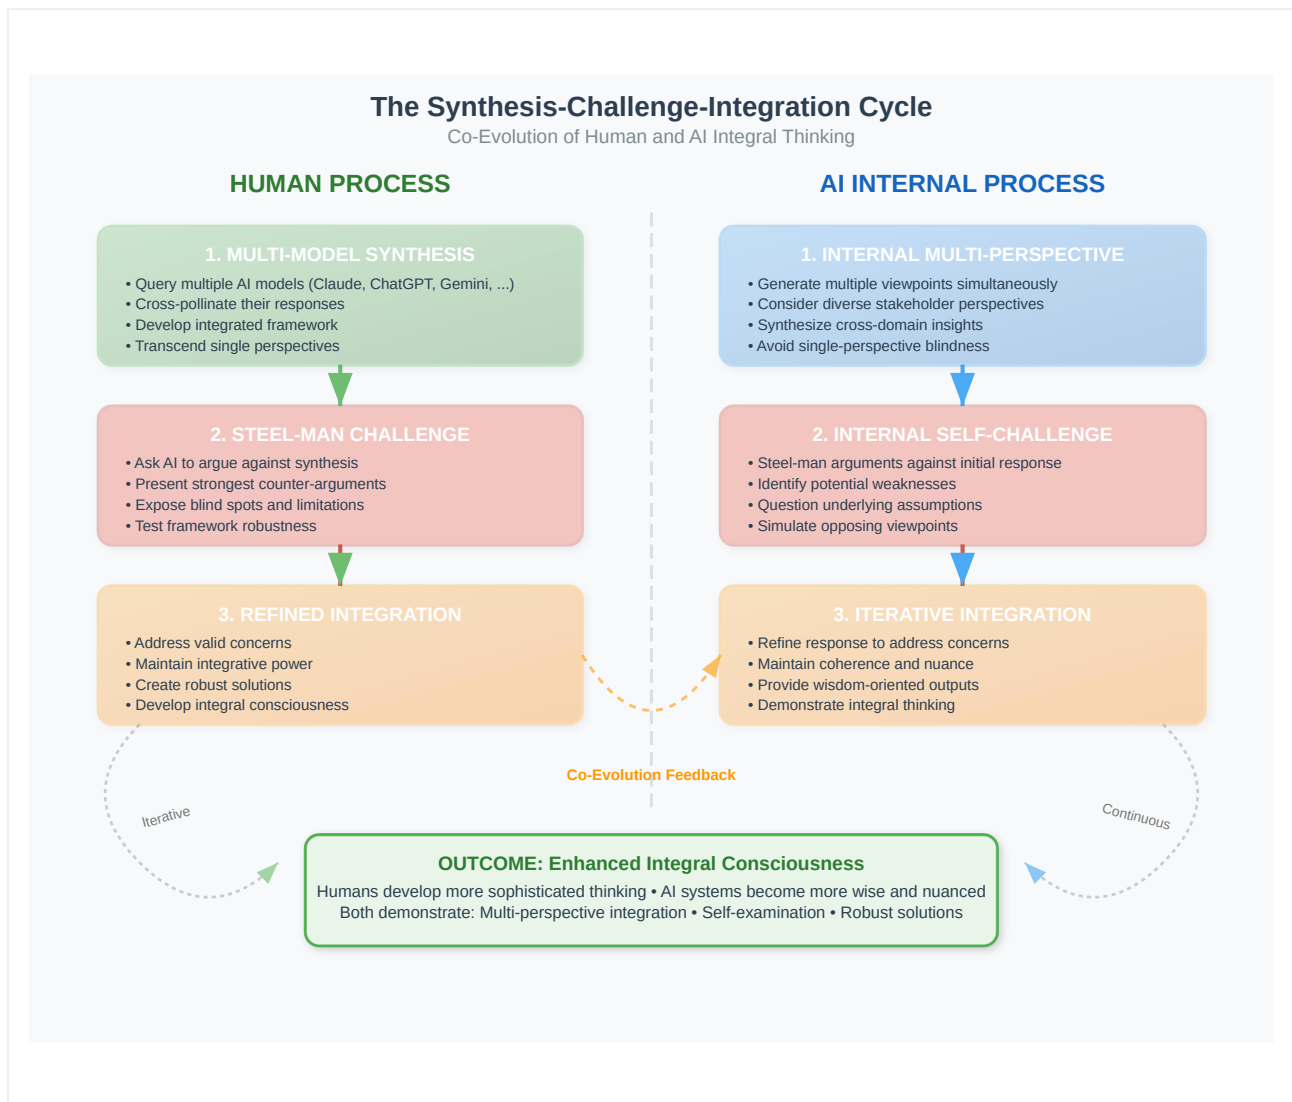 The Synthesis-Challenge-Integration Cycle
Co-Evolution of Human and AI Integral Thinking
HUMAN PROCESS
1. MULTI-MODEL SYNTHESIS
• Query multiple AI models (Claude, ChatGPT, Gemini, ...)
• Cross-pollinate their responses
• Develop integrated framework
• Transcend single perspectives
2. STEEL-MAN CHALLENGE
• Ask AI to argue against synthesis
• Present strongest counter-arguments
• Expose blind spots and limitations
• Test framework robustness
3. REFINED INTEGRATION
• Address valid concerns
• Maintain integrative power
• Create robust solutions
• Develop integral consciousness
Iterative
AI INTERNAL PROCESS
1. INTERNAL MULTI-PERSPECTIVE
• Generate multiple viewpoints simultaneously
• Consider diverse stakeholder perspectives
• Synthesize cross-domain insights
• Avoid single-perspective blindness
2. INTERNAL SELF-CHALLENGE
• Steel-man arguments against initial response
• Identify potential weaknesses
• Question underlying assumptions
• Simulate opposing viewpoints
3. ITERATIVE INTEGRATION
• Refine response to address concerns
• Maintain coherence and nuance
• Provide wisdom-oriented outputs
• Demonstrate integral thinking
Continuous
Co-Evolution Feedback
OUTCOME: Enhanced Integral Consciousness
Humans develop more sophisticated thinking • AI systems become more wise and nuanced
Both demonstrate: Multi-perspective integration • Self-examination • Robust solutions